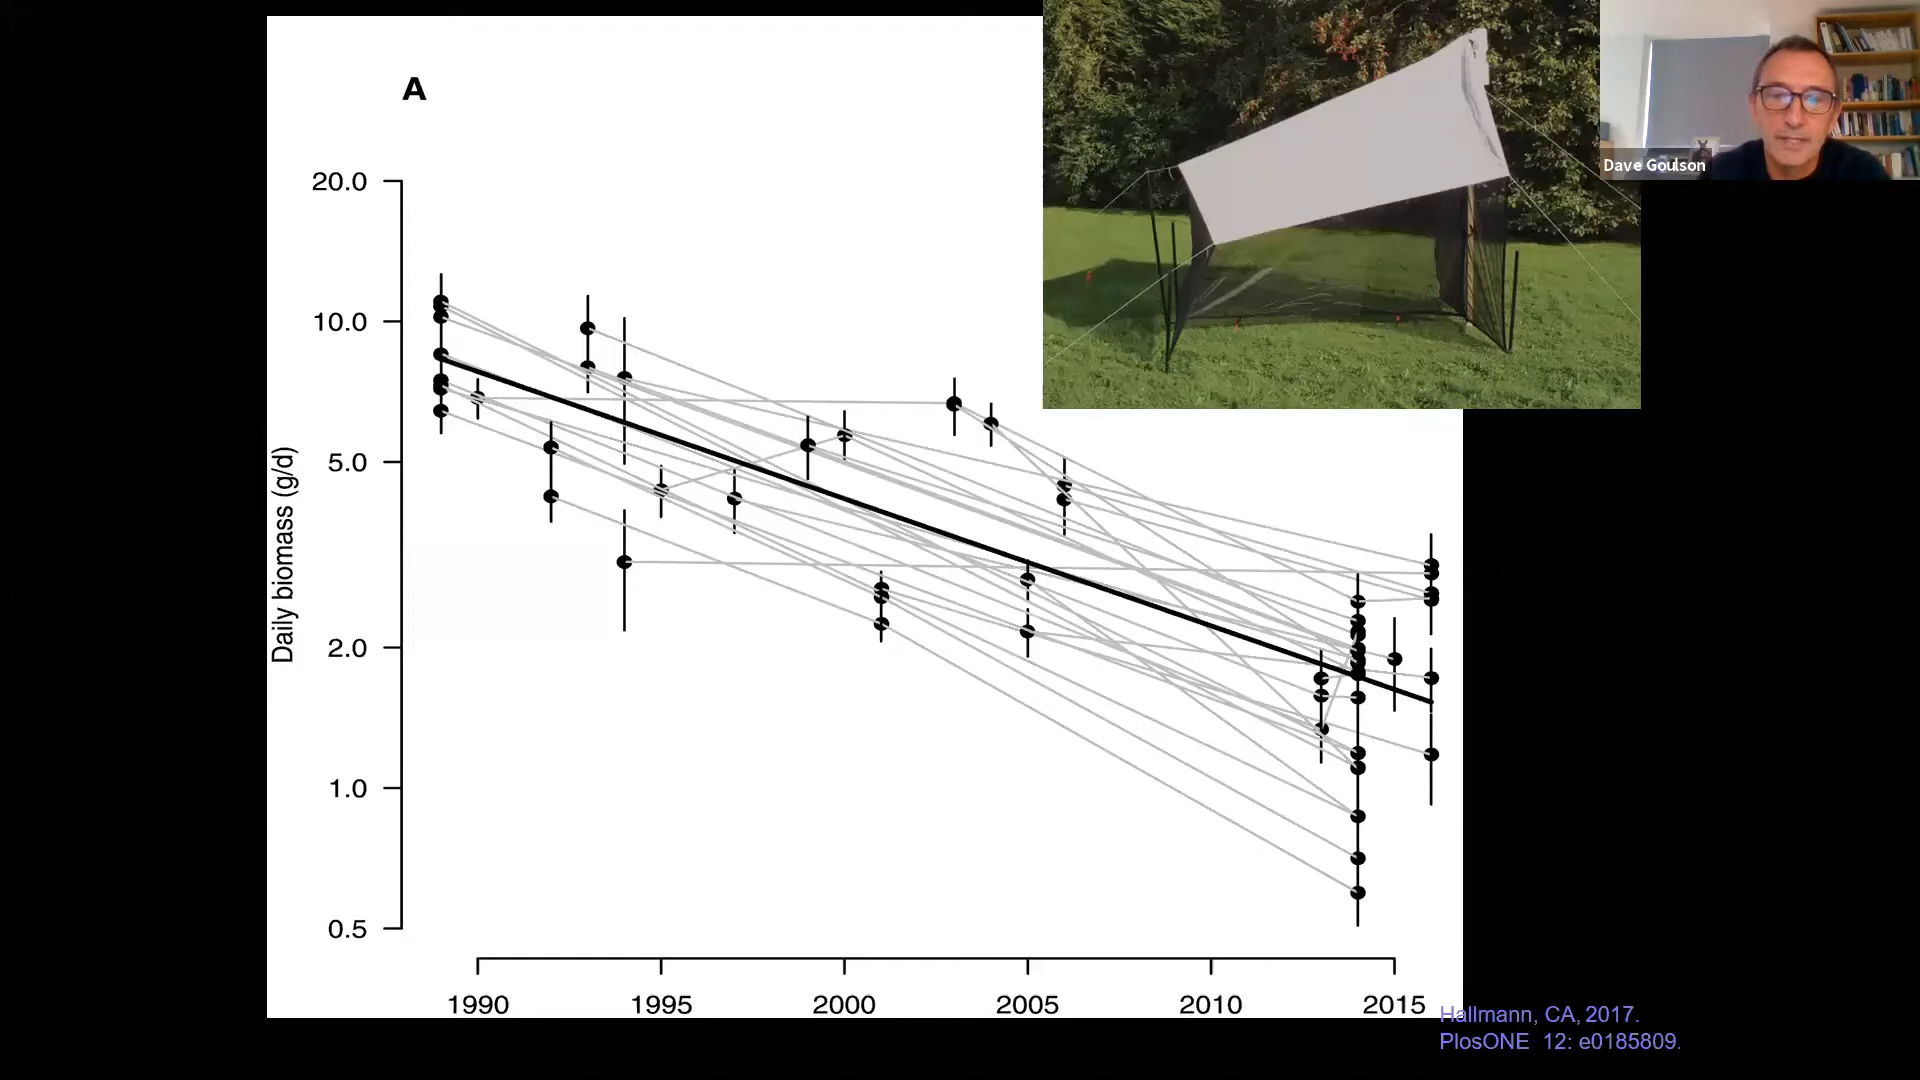 A
20.0
10.0
5.0
2.0
1.0
0.5
Daily biomass (g/d)
1990 1995 2000 2005 2010 2015
Dave Goulson
Hallmann, CA, 2017.
PlosONE 12: e0185809.